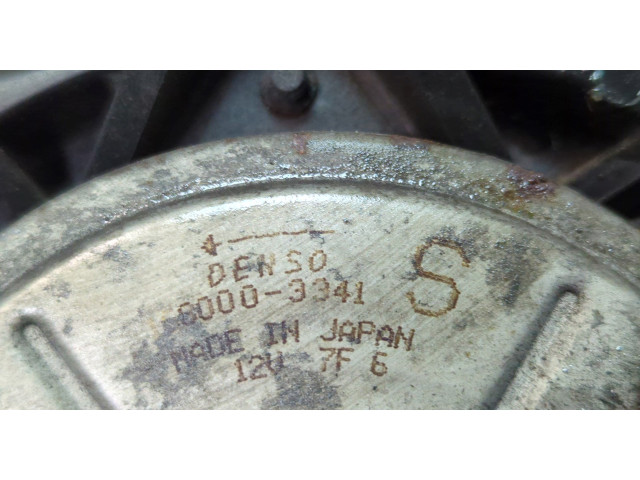 DENSO
S
6000-3341
MADE IN JAPAN
12V 7F 6